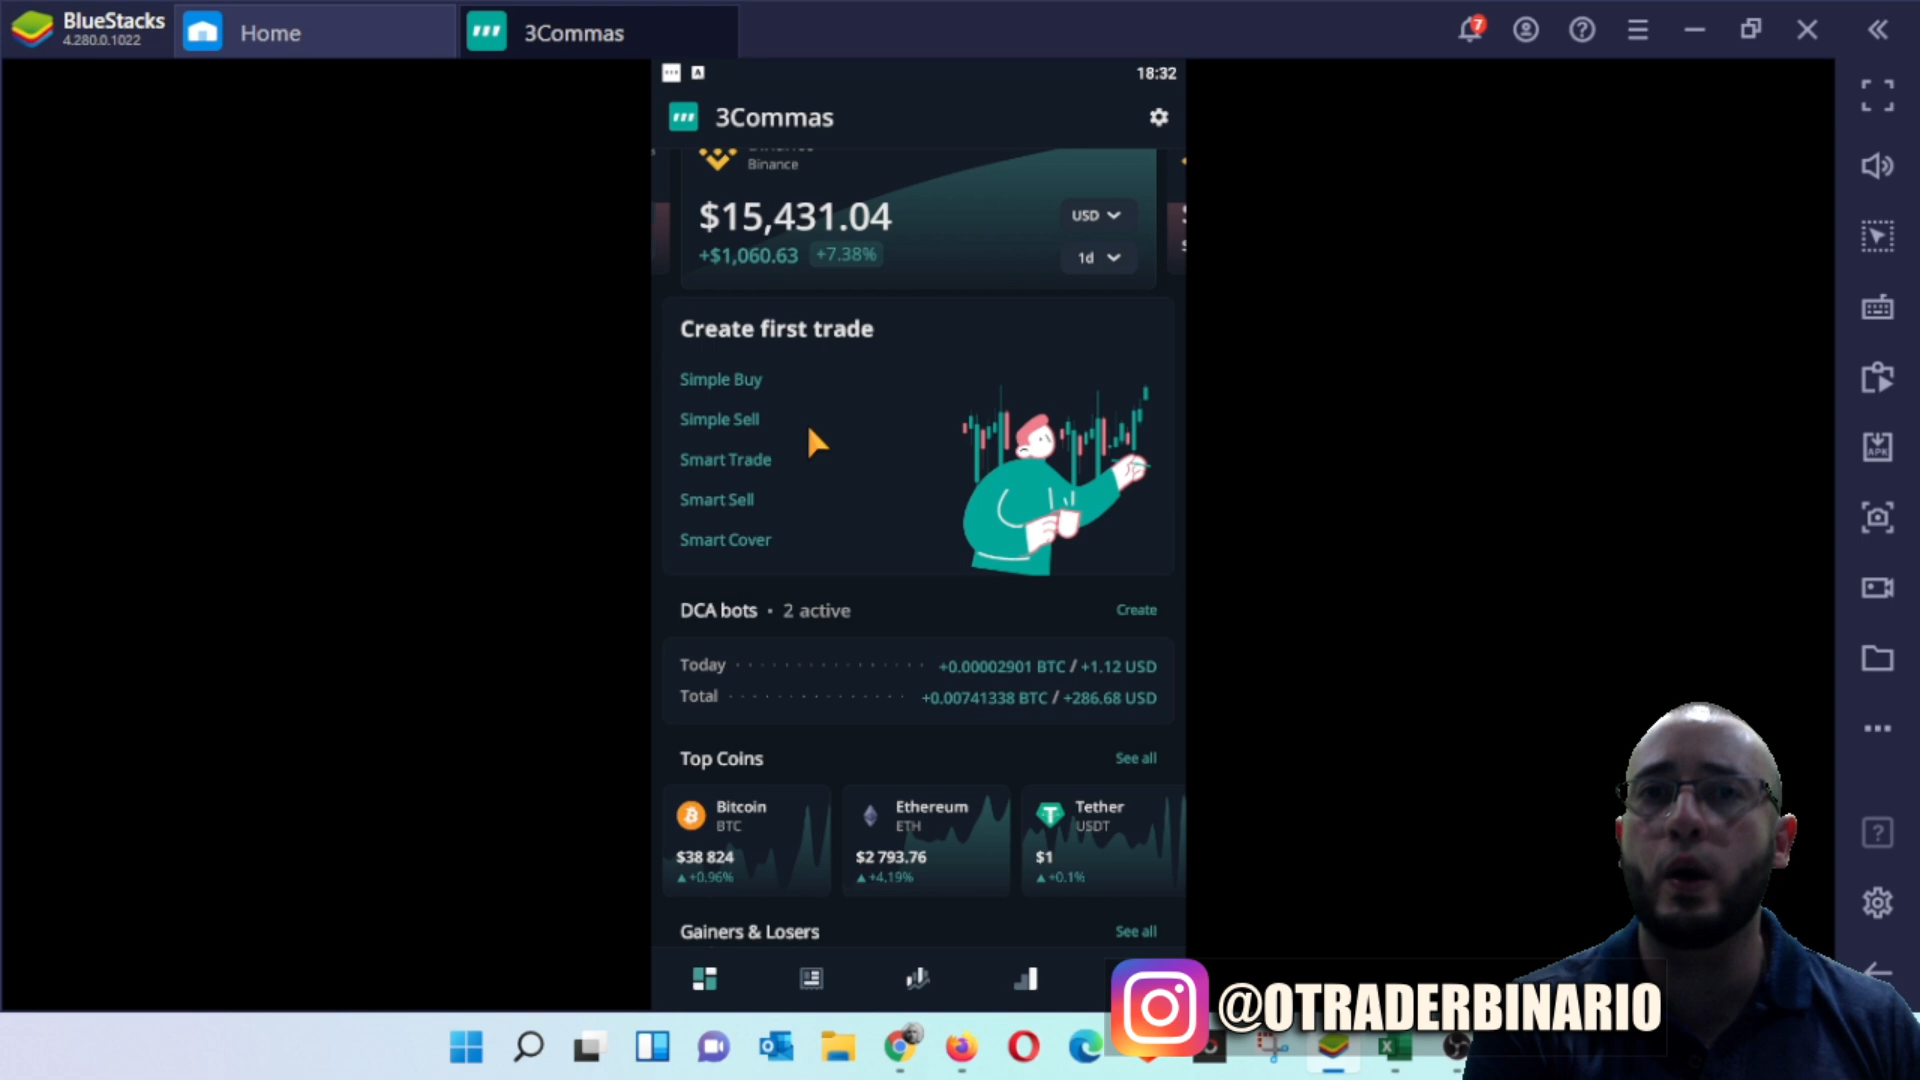 BlueStacks
4.280.0.1022
Home
3Commas
7
A
18:32
3Commas
Binance
$15,431.04
USD
+$1,060.63 +7.38%
1d
Create first trade
Simple Buy
Simple Sell
Smart Trade
Smart Sell
Smart Cover
DCA bots • 2 active
Create
Today +0.00002901 BTC / +1.12 USD
Total +0.00741338 BTC / +286.68 USD
Top Coins
See all
Bitcoin
BTC
$38 824
▲+0.96%
Ethereum
ETH
$2 793.76
▲+4,19%
Tether
USDT
$1
▲+0.1%
Gainers & Losers
See all
APK
@OTRADERBINARIO